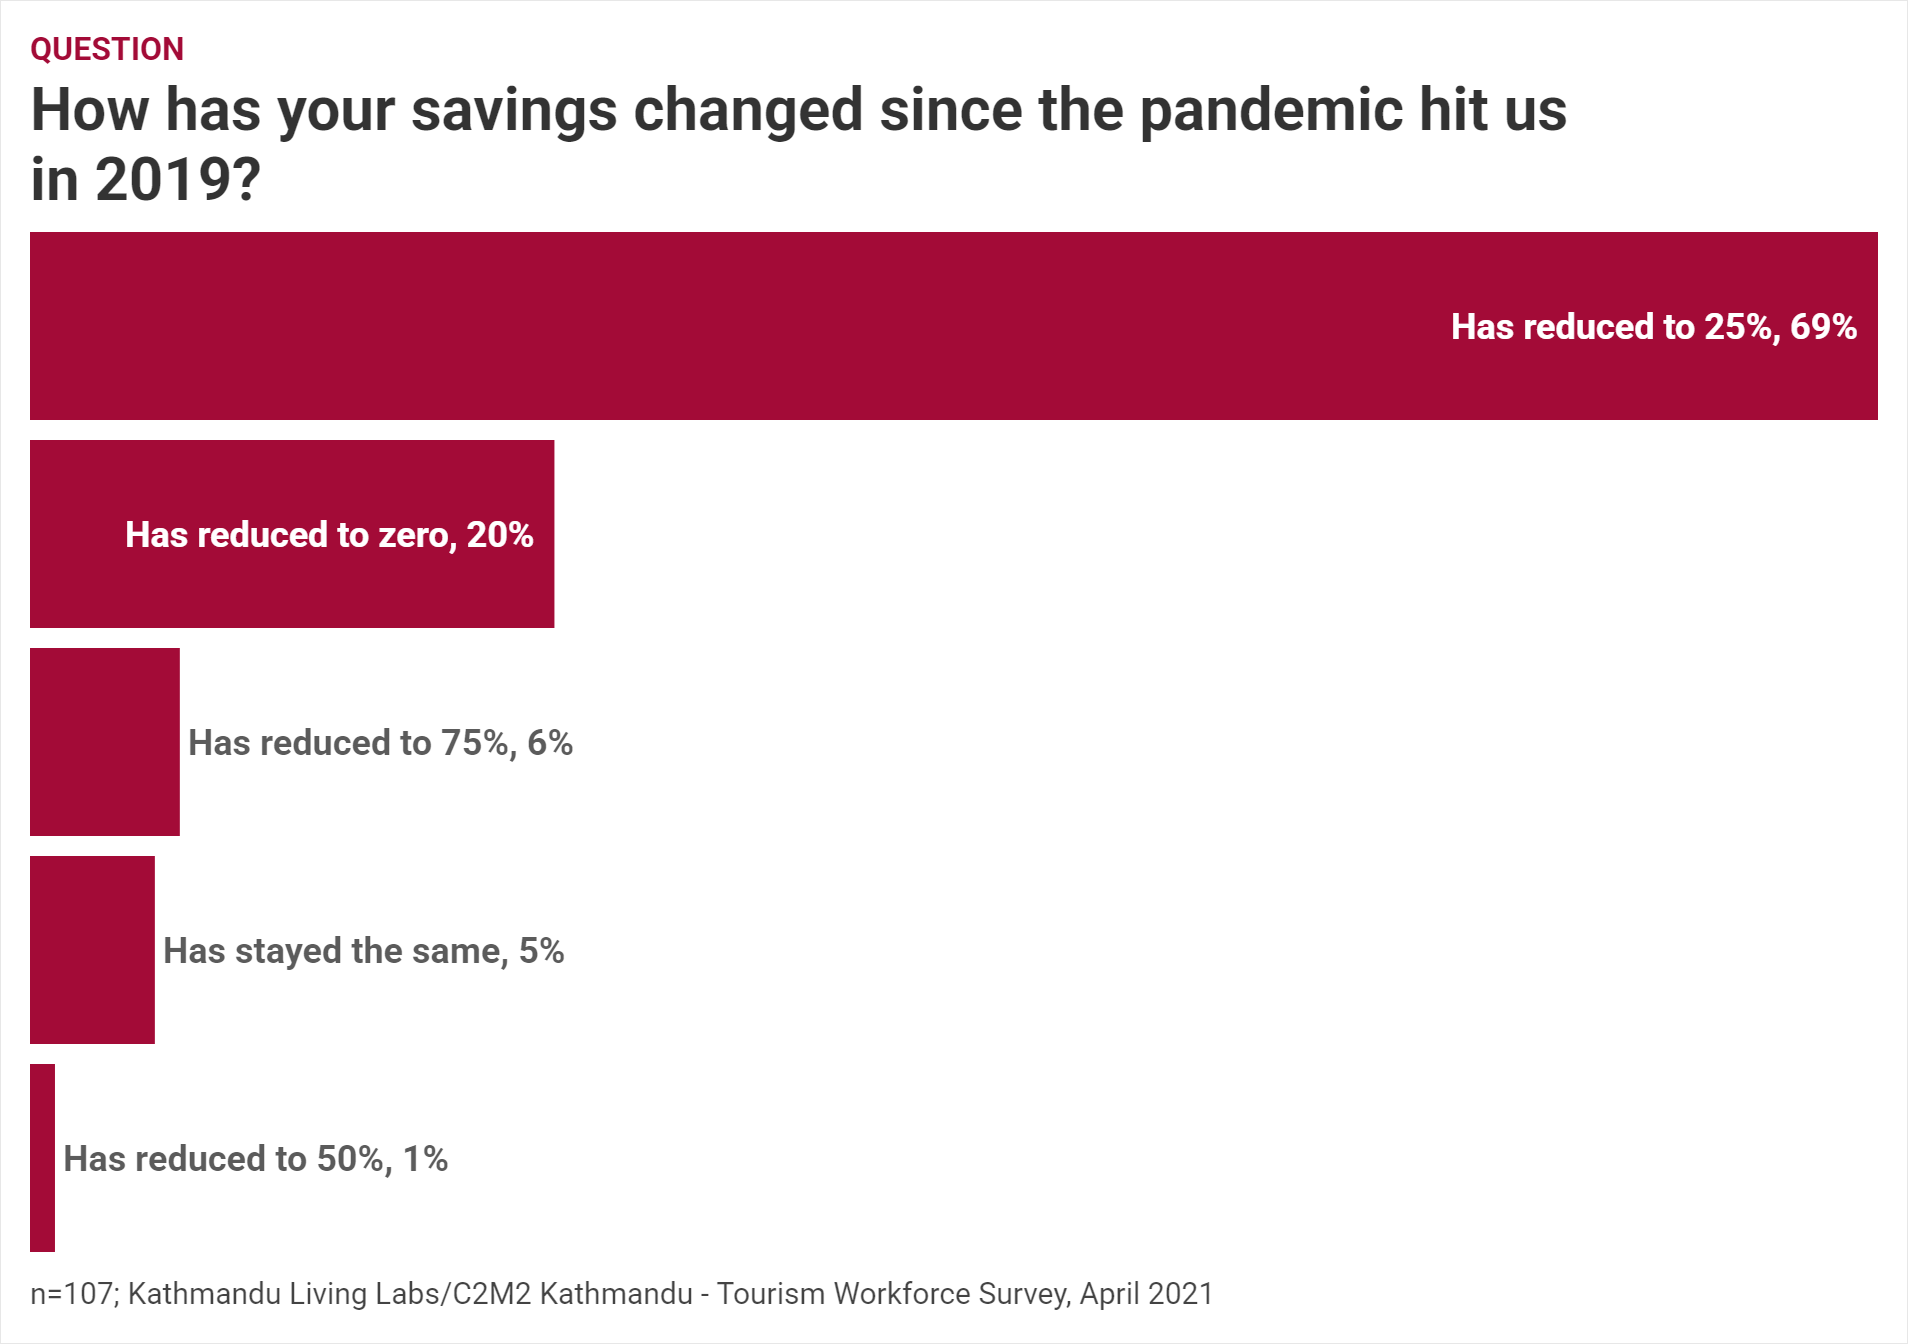 QUESTION
How has your savings changed since the pandemic hit us
in 2019?
Has reduced to 25%, 69%
Has reduced to zero, 20%
Has reduced to 75%, 6%
Has stayed the same, 5%
Has reduced to 50%, 1%
n=107; Kathmandu Living Labs/C2M2 Kathmandu - Tourism Workforce Survey, April 2021